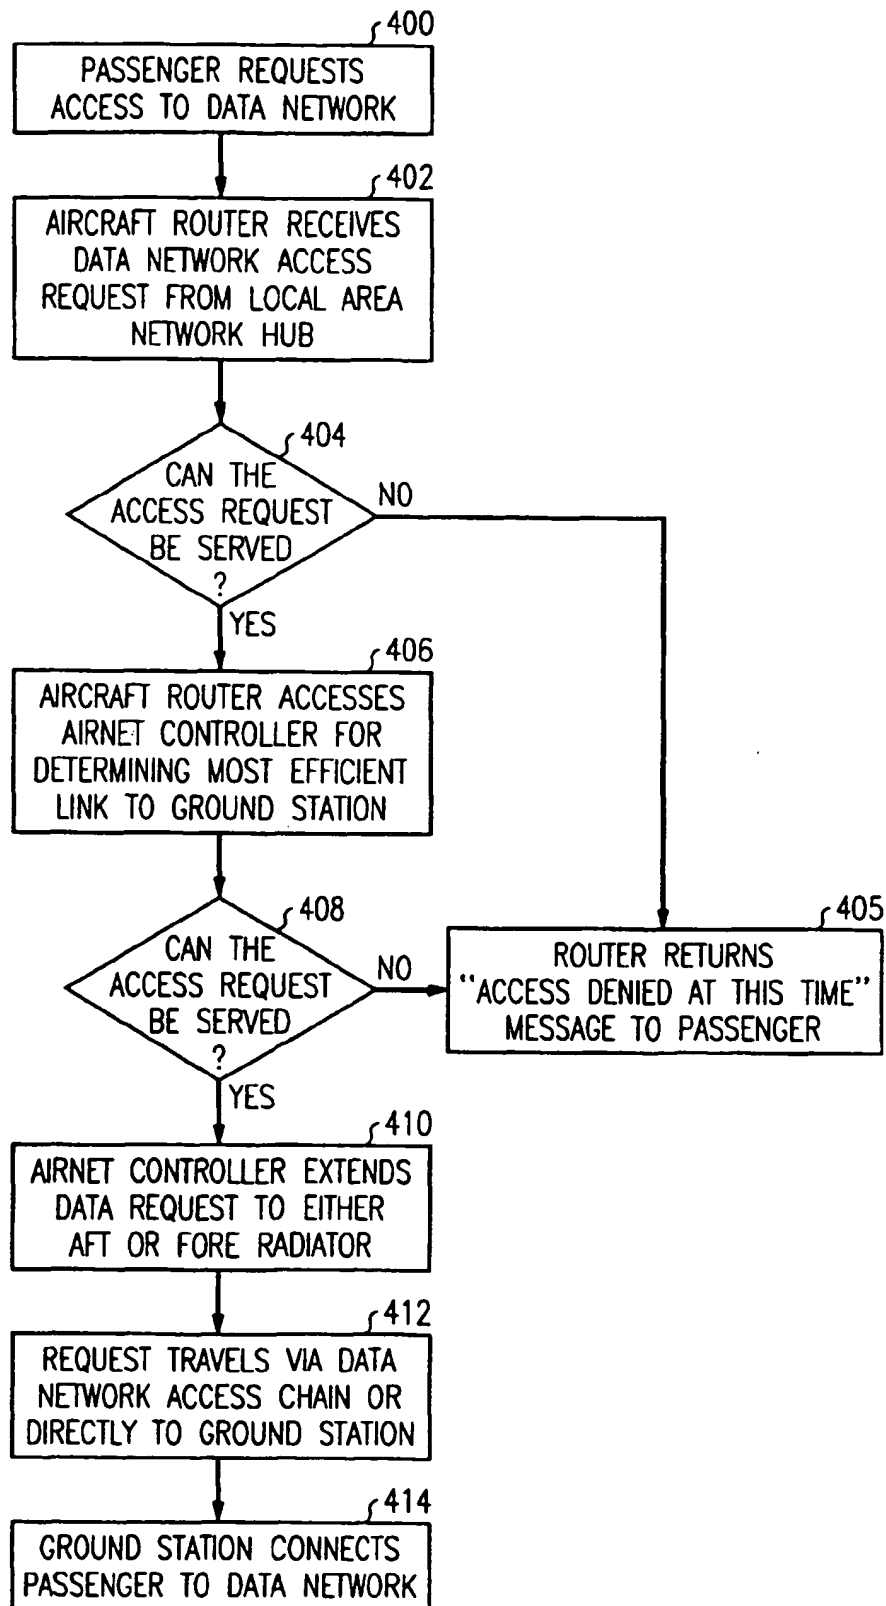 400
PASSENGER REQUESTS
ACCESS TO DATA NETWORK
402
AIRCRAFT ROUTER RECEIVES
DATA NETWORK ACCESS
REQUEST FROM LOCAL AREA
NETWORK HUB
404
CAN THE
ACCESS REQUEST
BE SERVED
?
NO
YES
406
AIRCRAFT ROUTER ACCESSES
AIRNET CONTROLLER FOR
DETERMINING MOST EFFICIENT
LINK TO GROUND STATION
408
CAN THE
ACCESS REQUEST
BE SERVED
?
NO
YES
405
ROUTER RETURNS
"ACCESS DENIED AT THIS TIME"
MESSAGE TO PASSENGER
410
AIRNET CONTROLLER EXTENDS
DATA REQUEST TO EITHER
AFT OR FORE RADIATOR
412
REQUEST TRAVELS VIA DATA
NETWORK ACCESS CHAIN OR
DIRECTLY TO GROUND STATION
414
GROUND STATION CONNECTS
PASSENGER TO DATA NETWORK